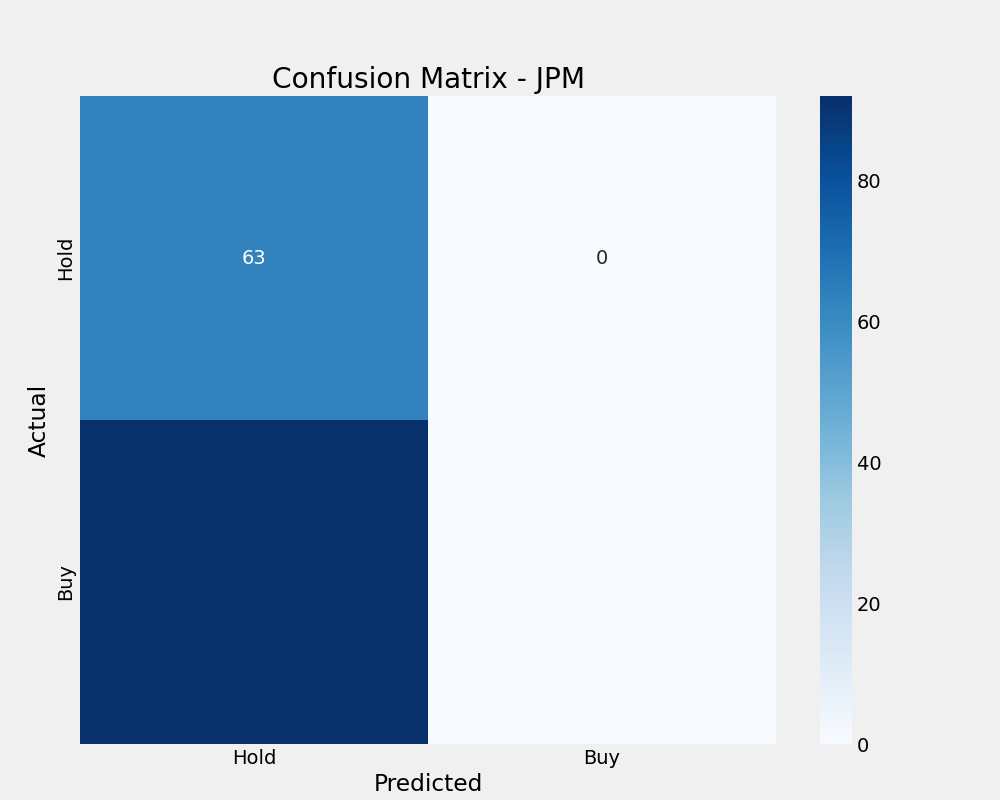 Confusion Matrix - JPM
Actual
Hold
63
0
Buy
Hold
Buy
Predicted
80
60
40
20
0